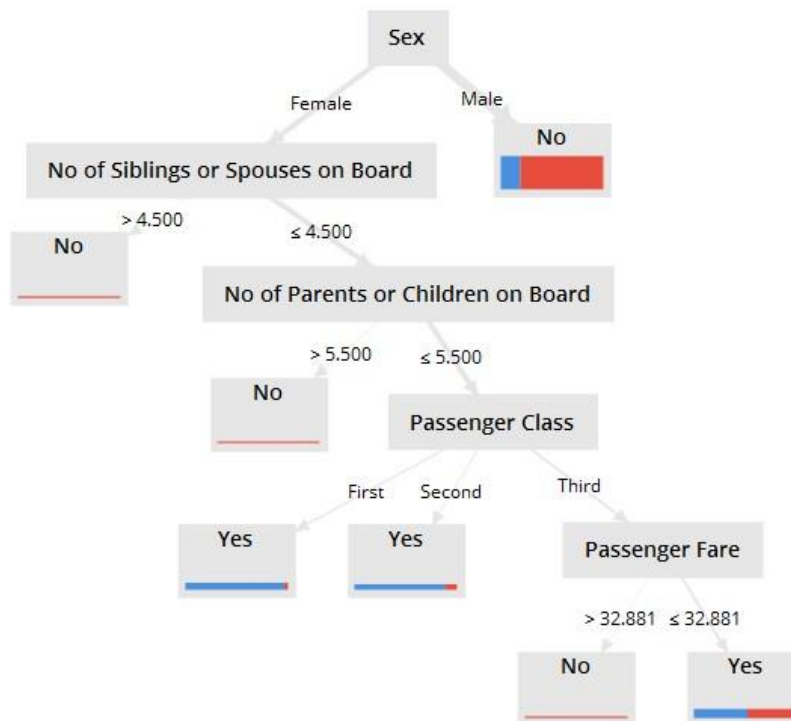 Sex
Female
Male
No
No of Siblings or Spouses on Board
> 4.500
≤ 4.500
No
No of Parents or Children on Board
> 5.500
≤ 5.500
No
Passenger Class
First
Second
Third
Yes
Yes
Passenger Fare
> 32.881
≤ 32.881
No
Yes